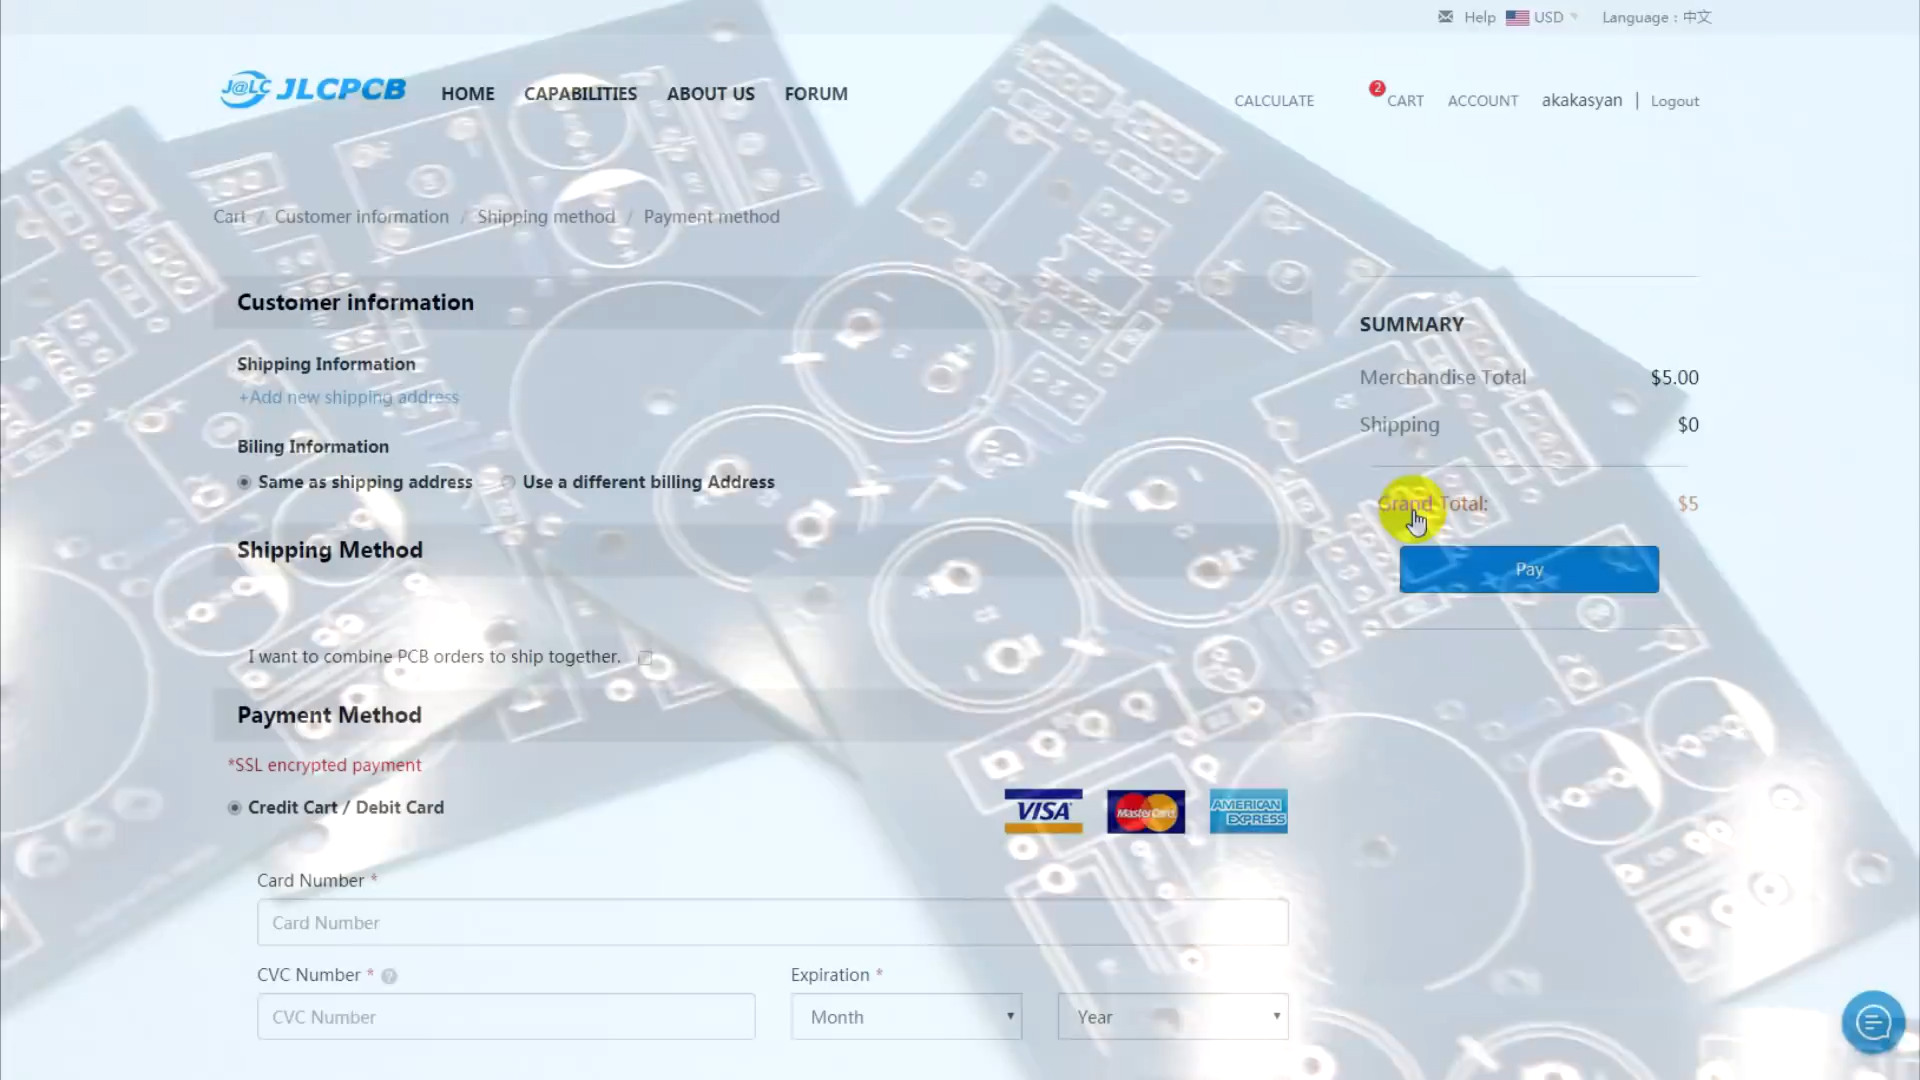 Help USD Language : 中文
J@LC JLCPCB HOME CAPABILITIES ABOUT US FORUM CALCULATE 2 CART ACCOUNT akakasyan | Logout
Cart / Customer information / Shipping method / Payment method
Customer information
Shipping Information
+Add new shipping address
Biling Information
Same as shipping address Use a different billing Address
Shipping Method
I want to combine PCB orders to ship together.
Payment Method
*SSL encrypted payment
Credit Cart / Debit Card VISA MasterCard AMERICAN EXPRESS
Card Number *
Card Number
CVC Number * ? Expiration *
CVC Number Month Year
SUMMARY
Merchandise Total $5.00
Shipping $0
Grand Total: $5
Pay